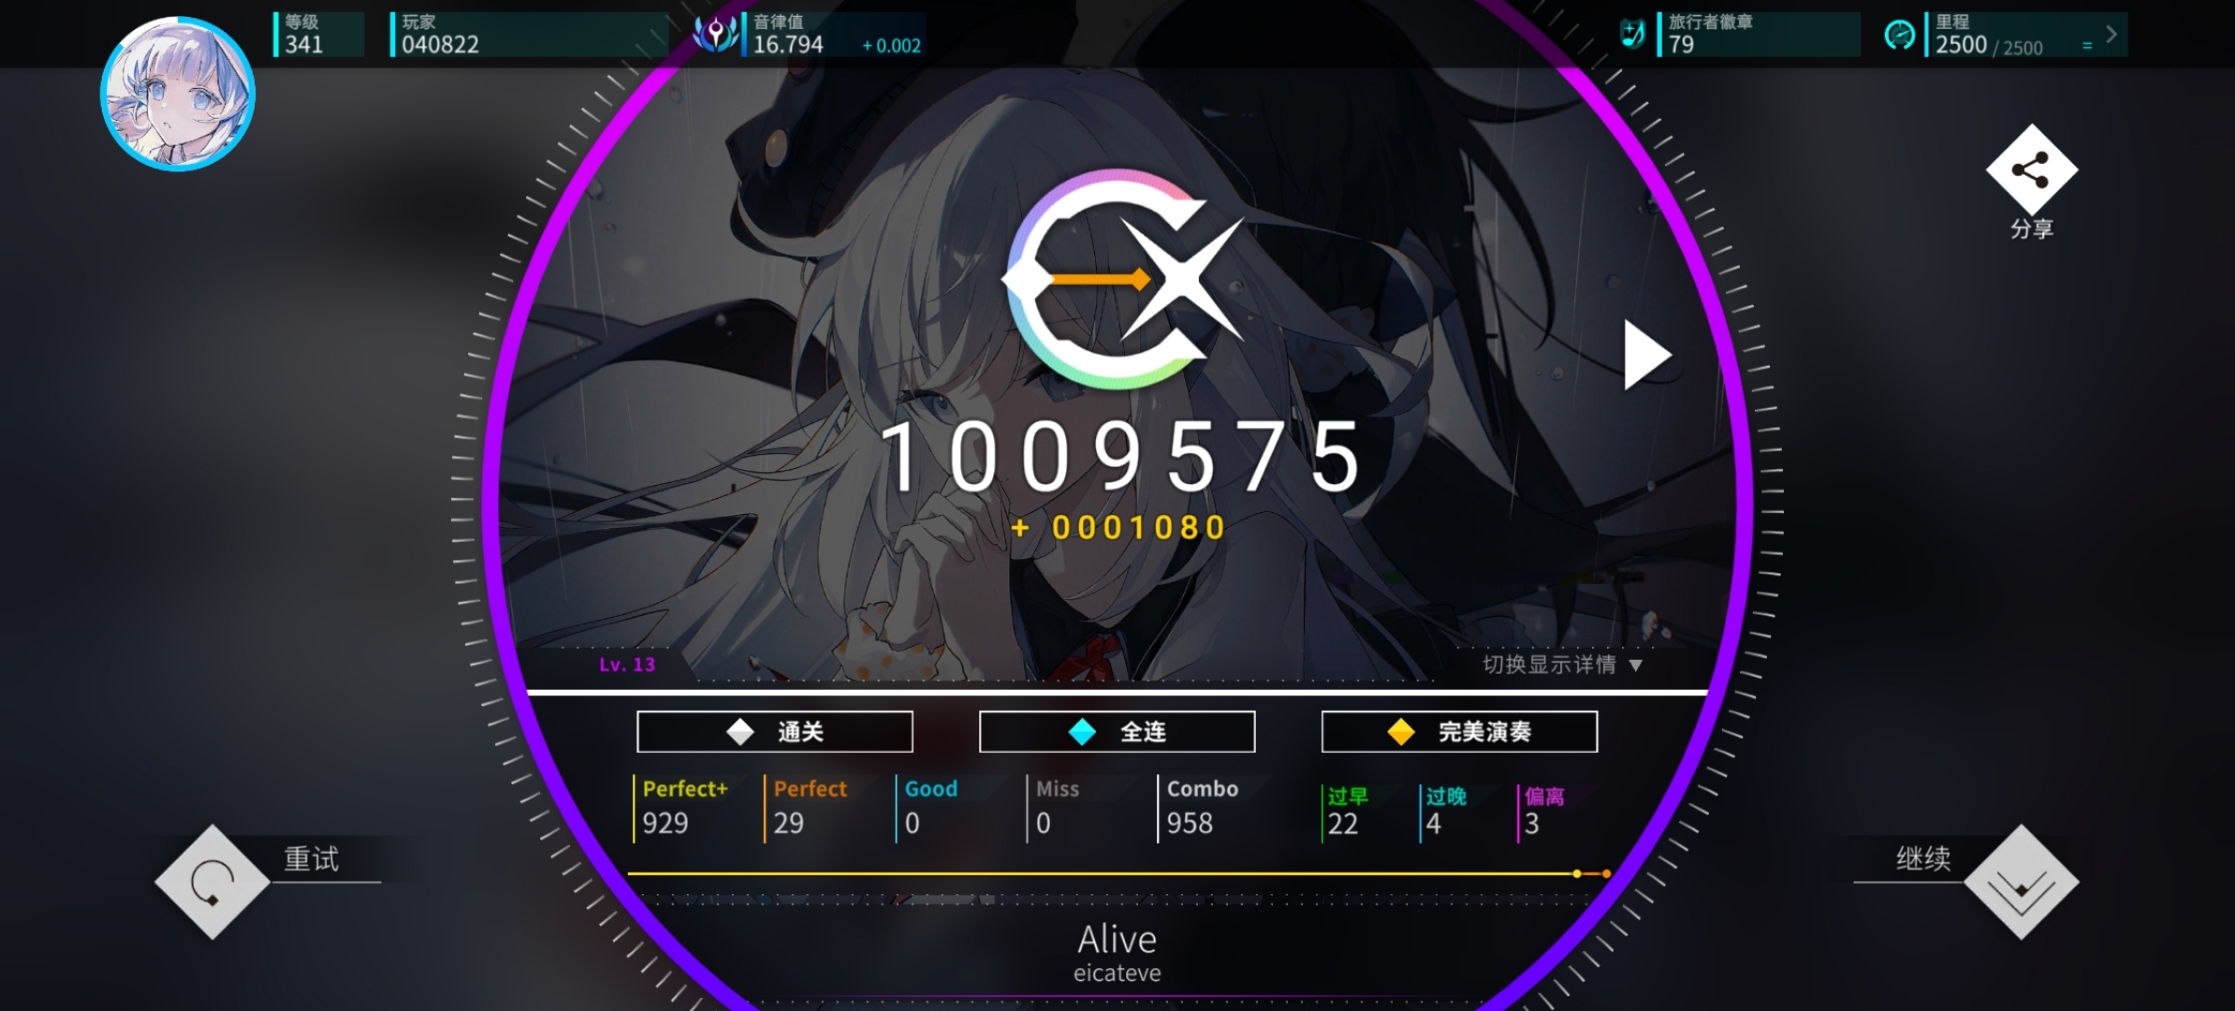 等级
341
玩家
040822
音律值
16.794 +0.002
旅行者徽章
79
里程
2500 / 2500 =
分享
1009575
+ 0001080
Lv. 13
切换显示详情 ▼
通关 全连 完美演奏
Perfect+ Perfect Good Miss Combo 过早 过晚 偏离
929 29 0 0 958 22 4 3
重试
继续
Alive
eicateve